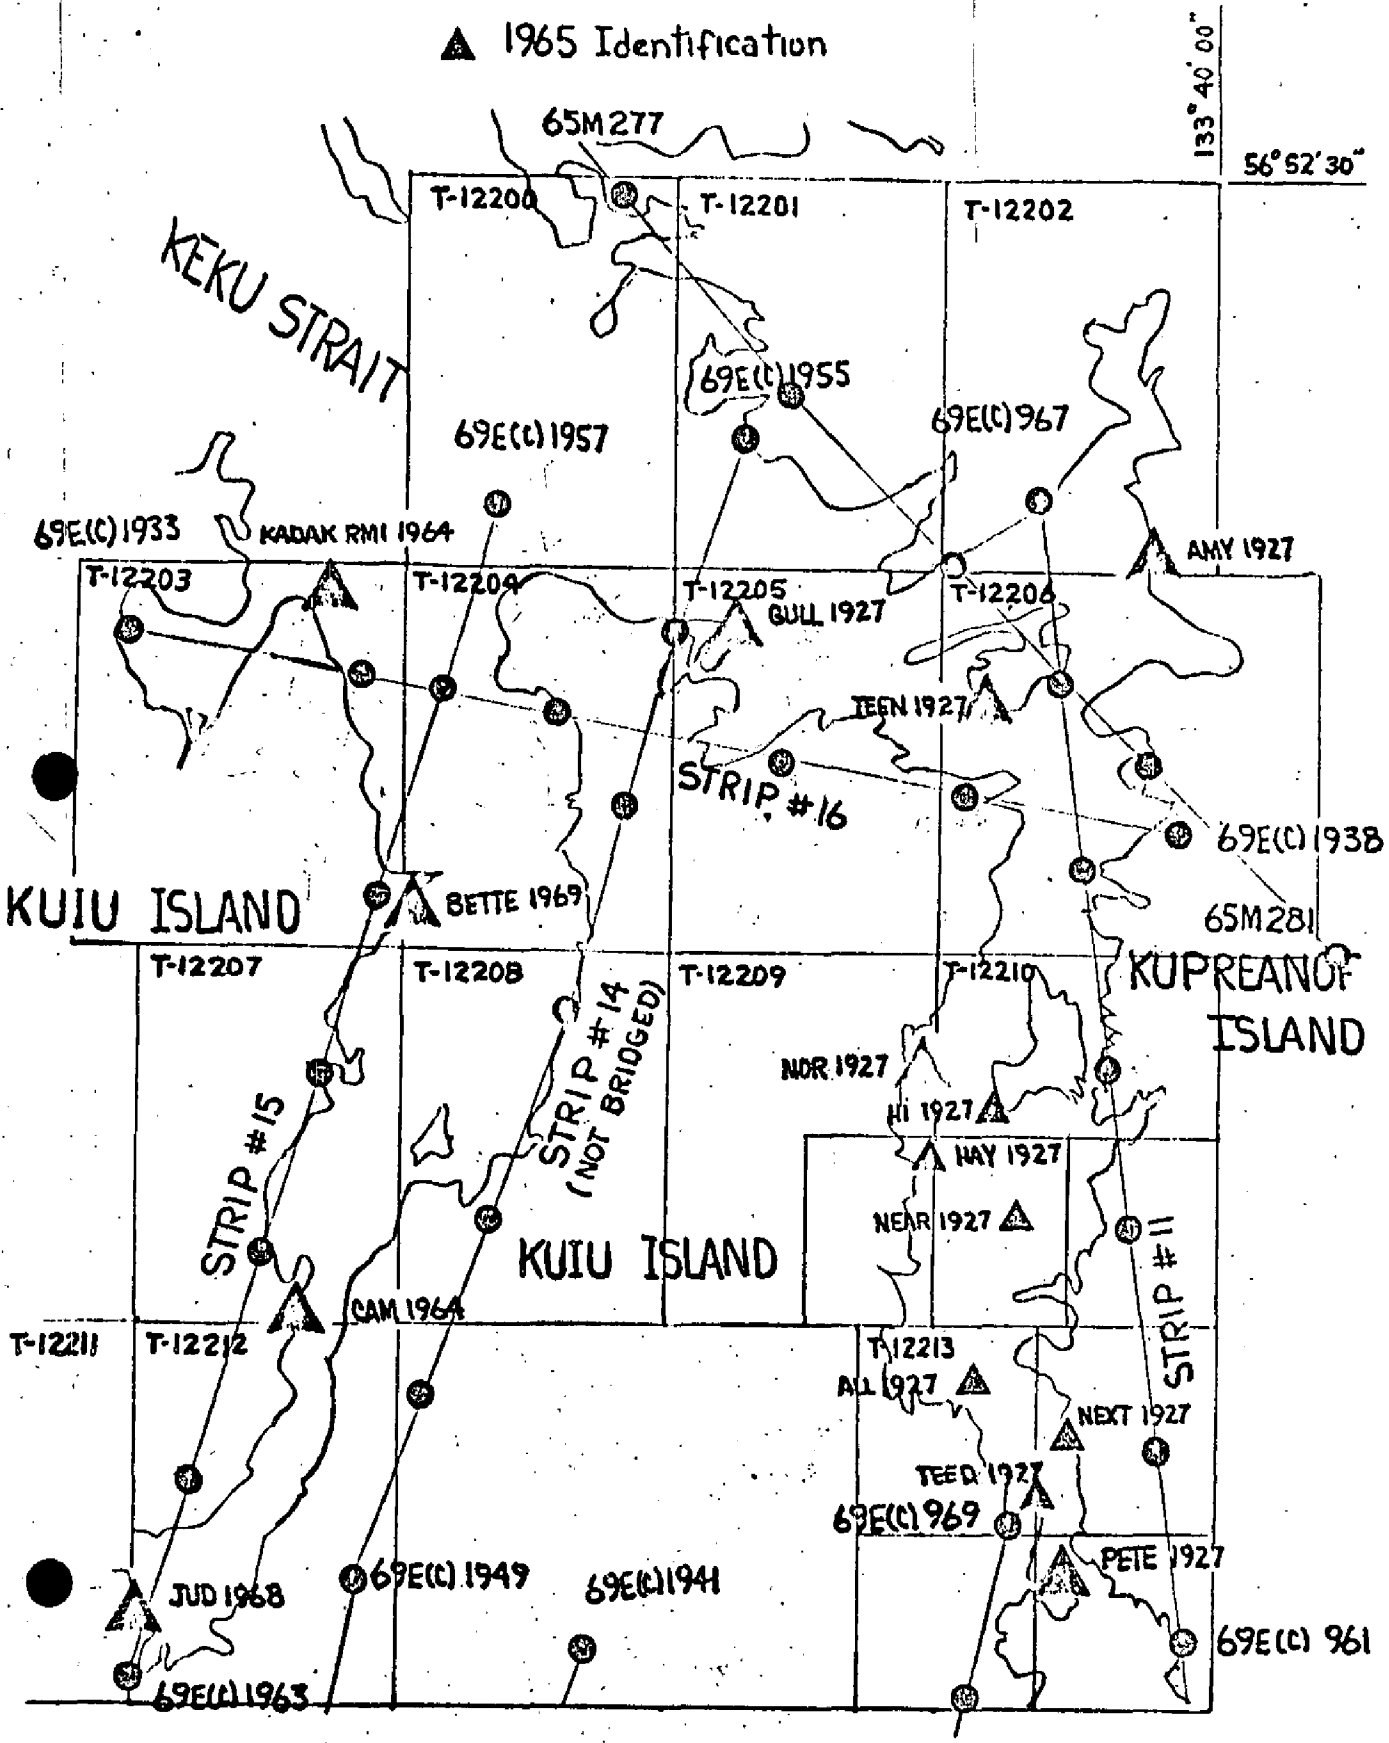 1965 Identification
133° 40' 00"
56° 52' 30"
65M277
T-12200
T-12201
T-12202
KEKU STRAIT
69E(C)1955
69E(C)1957
69E(C)967
69E(C)1933
KADAK RM1 1964
AMY 1927
T-12203
T-12204
T-12205
T-12206
GULL 1927
TEEN 1927
STRIP #16
69E(C)1938
KUIU ISLAND
BETTE 1969
65M281
T-12207
T-12208
T-12209
T-12210
KUPREANOF
ISLAND
STRIP #14
(NOT BRIDGED)
NOR 1927
HI 1927
STRIP #15
HAY 1927
NEAR 1927
STRIP #11
KUIU ISLAND
CAM 1964
T-12211
T-12212
T-12213
ALL 1927
NEXT 1927
TEED 1927
69E(C)969
PETE 1927
JUD 1968
69E(C)1949
69E(C)1941
69E(C) 961
69E(C)1963